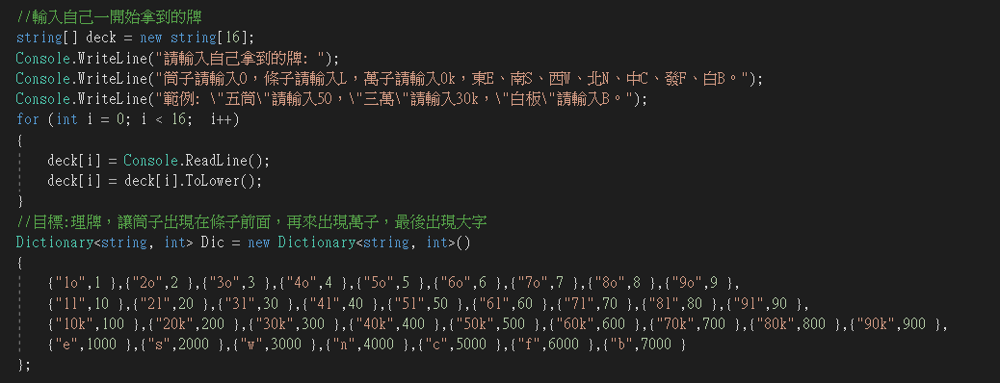 //輸入自己一開始拿到的牌
string[] deck = new string[16];
Console.WriteLine("請輸入自己拿到的牌: ");
Console.WriteLine("筒子請輸入O，條子請輸入L，萬子請輸入0k，東E、南S、西W、北N、中C、發F、白B。");
Console.WriteLine("範例: \"五筒\"請輸入5O，\"三萬\"請輸入30k，\"白板\"請輸入B。");
for (int i = 0; i < 16;  i++)
{
deck[i] = Console.ReadLine();
deck[i] = deck[i].ToLower();
}
//目標:理牌，讓筒子出現在條子前面，再來出現萬子，最後出現大字
Dictionary<string, int> Dic = new Dictionary<string, int>()
{
{"1o",1 },{"2o",2 },{"3o",3 },{"4o",4 },{"5o",5 },{"6o",6 },{"7o",7 },{"8o",8 },{"9o",9 },
{"1l",10 },{"2l",20 },{"3l",30 },{"4l",40 },{"5l",50 },{"6l",60 },{"7l",70 },{"8l",80 },{"9l",90 },
{"10k",100 },{"20k",200 },{"30k",300 },{"40k",400 },{"50k",500 },{"60k",600 },{"70k",700 },{"80k",800 },{"90k",900 },
{"e",1000 },{"s",2000 },{"w",3000 },{"n",4000 },{"c",5000 },{"f",6000 },{"b",7000 }
};